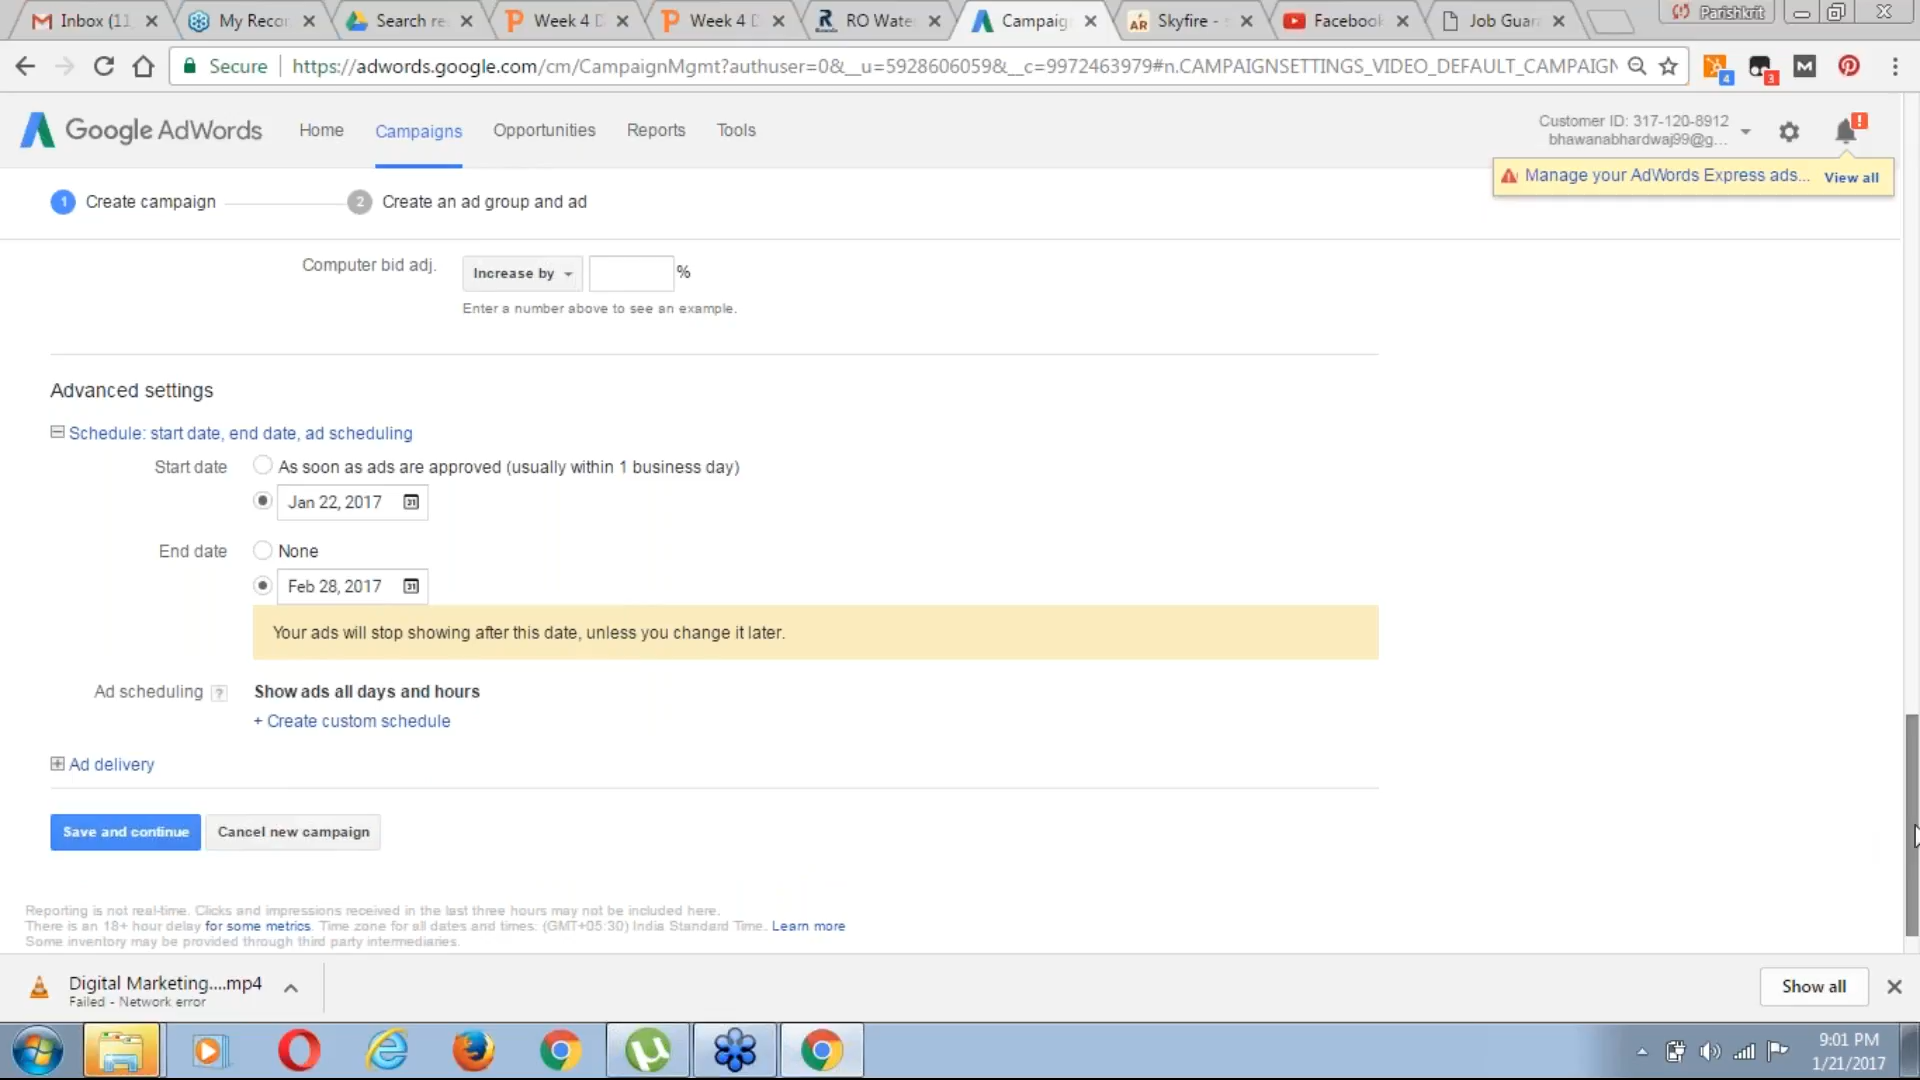 Inbox (11
My Recor
Search re
Week 4 D
Week 4 D
RO Wate
Campaig
Skyfire -
Facebook
Job Guar
Parishkrit
Secure
https://adwords.google.com/cm/CampaignMgmt?authuser=0&__u=5928606059&__c=9972463979#n.CAMPAIGNSETTINGS_VIDEO_DEFAULT_CAMPAIGN
4
3
Google AdWords
Home
Campaigns
Opportunities
Reports
Tools
Customer ID: 317-120-8912
bhawanabhardwaj99@g...
Manage your AdWords Express ads...
View all
1 Create campaign
2 Create an ad group and ad
Computer bid adj.
Increase by
%
Enter a number above to see an example.
Advanced settings
Schedule: start date, end date, ad scheduling
Start date
As soon as ads are approved (usually within 1 business day)
Jan 22, 2017
End date
None
Feb 28, 2017
Your ads will stop showing after this date, unless you change it later.
Ad scheduling ?
Show ads all days and hours
+ Create custom schedule
Ad delivery
Save and continue
Cancel new campaign
Reporting is not real-time. Clicks and impressions received in the last three hours may not be included here.
There is an 18+ hour delay for some metrics. Time zone for all dates and times: (GMT+05:30) India Standard Time. Learn more
Some inventory may be provided through third party intermediaries.
Digital Marketing....mp4
Failed - Network error
Show all
9:01 PM
1/21/2017